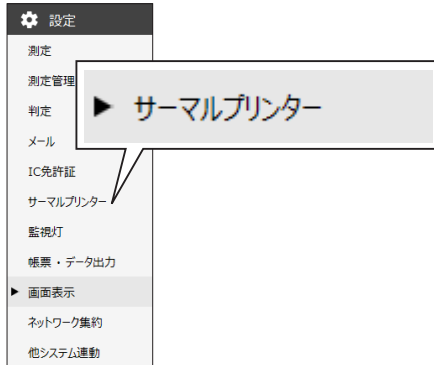 設定
測定
測定管理
判定
▶ サーマルプリンター
メール
IC免許証
サーマルプリンター
監視灯
帳票・データ出力
▶ 画面表示
ネットワーク集約
他システム連動